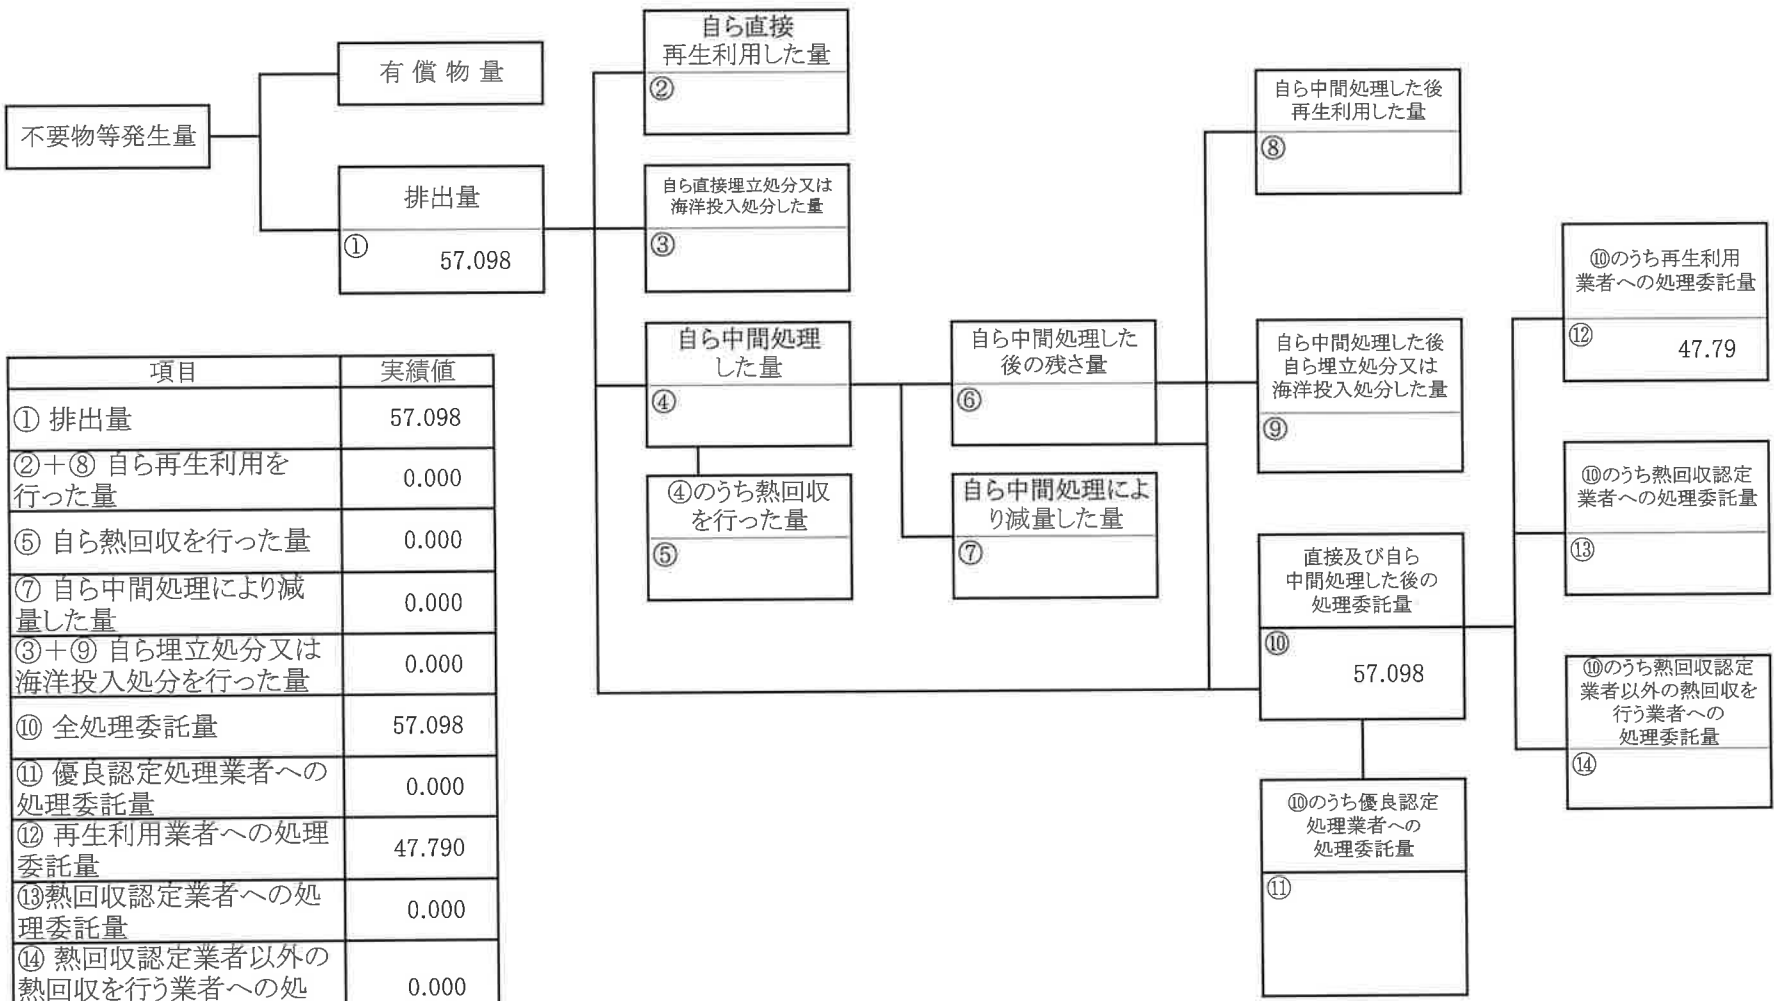 不要物等発生量
有償物量
排出量
①
57.098
自ら直接
再生利用した量
②
自ら直接埋立処分又は
海洋投入処分した量
③
自ら中間処理
した量
④
④のうち熱回収
を行った量
⑤
自ら中間処理した
後の残さ量
⑥
自ら中間処理によ
り減量した量
⑦
自ら中間処理した後
再生利用した量
⑧
自ら中間処理した後
自ら埋立処分又は
海洋投入処分した量
⑨
直接及び自ら
中間処理した後の
処理委託量
⑩
57.098
⑩のうち優良認定
処理業者への
処理委託量
⑪
⑩のうち再生利用
業者への処理委託量
⑫
47.79
⑩のうち熱回収認定
業者への処理委託量
⑬
⑩のうち熱回収認定
業者以外の熱回収を
行う業者への
処理委託量
⑭
項目 実績値
① 排出量 57.098
②＋⑧ 自ら再生利用を
行った量 0.000
⑤ 自ら熱回収を行った量 0.000
⑦ 自ら中間処理により減
量した量 0.000
③＋⑨ 自ら埋立処分又は
海洋投入処分を行った量 0.000
⑩ 全処理委託量 57.098
⑪ 優良認定処理業者への
処理委託量 0.000
⑫ 再生利用業者への処理
委託量 47.790
⑬熱回収認定業者への処
理委託量 0.000
⑭ 熱回収認定業者以外の
熱回収を行う業者への処 0.000